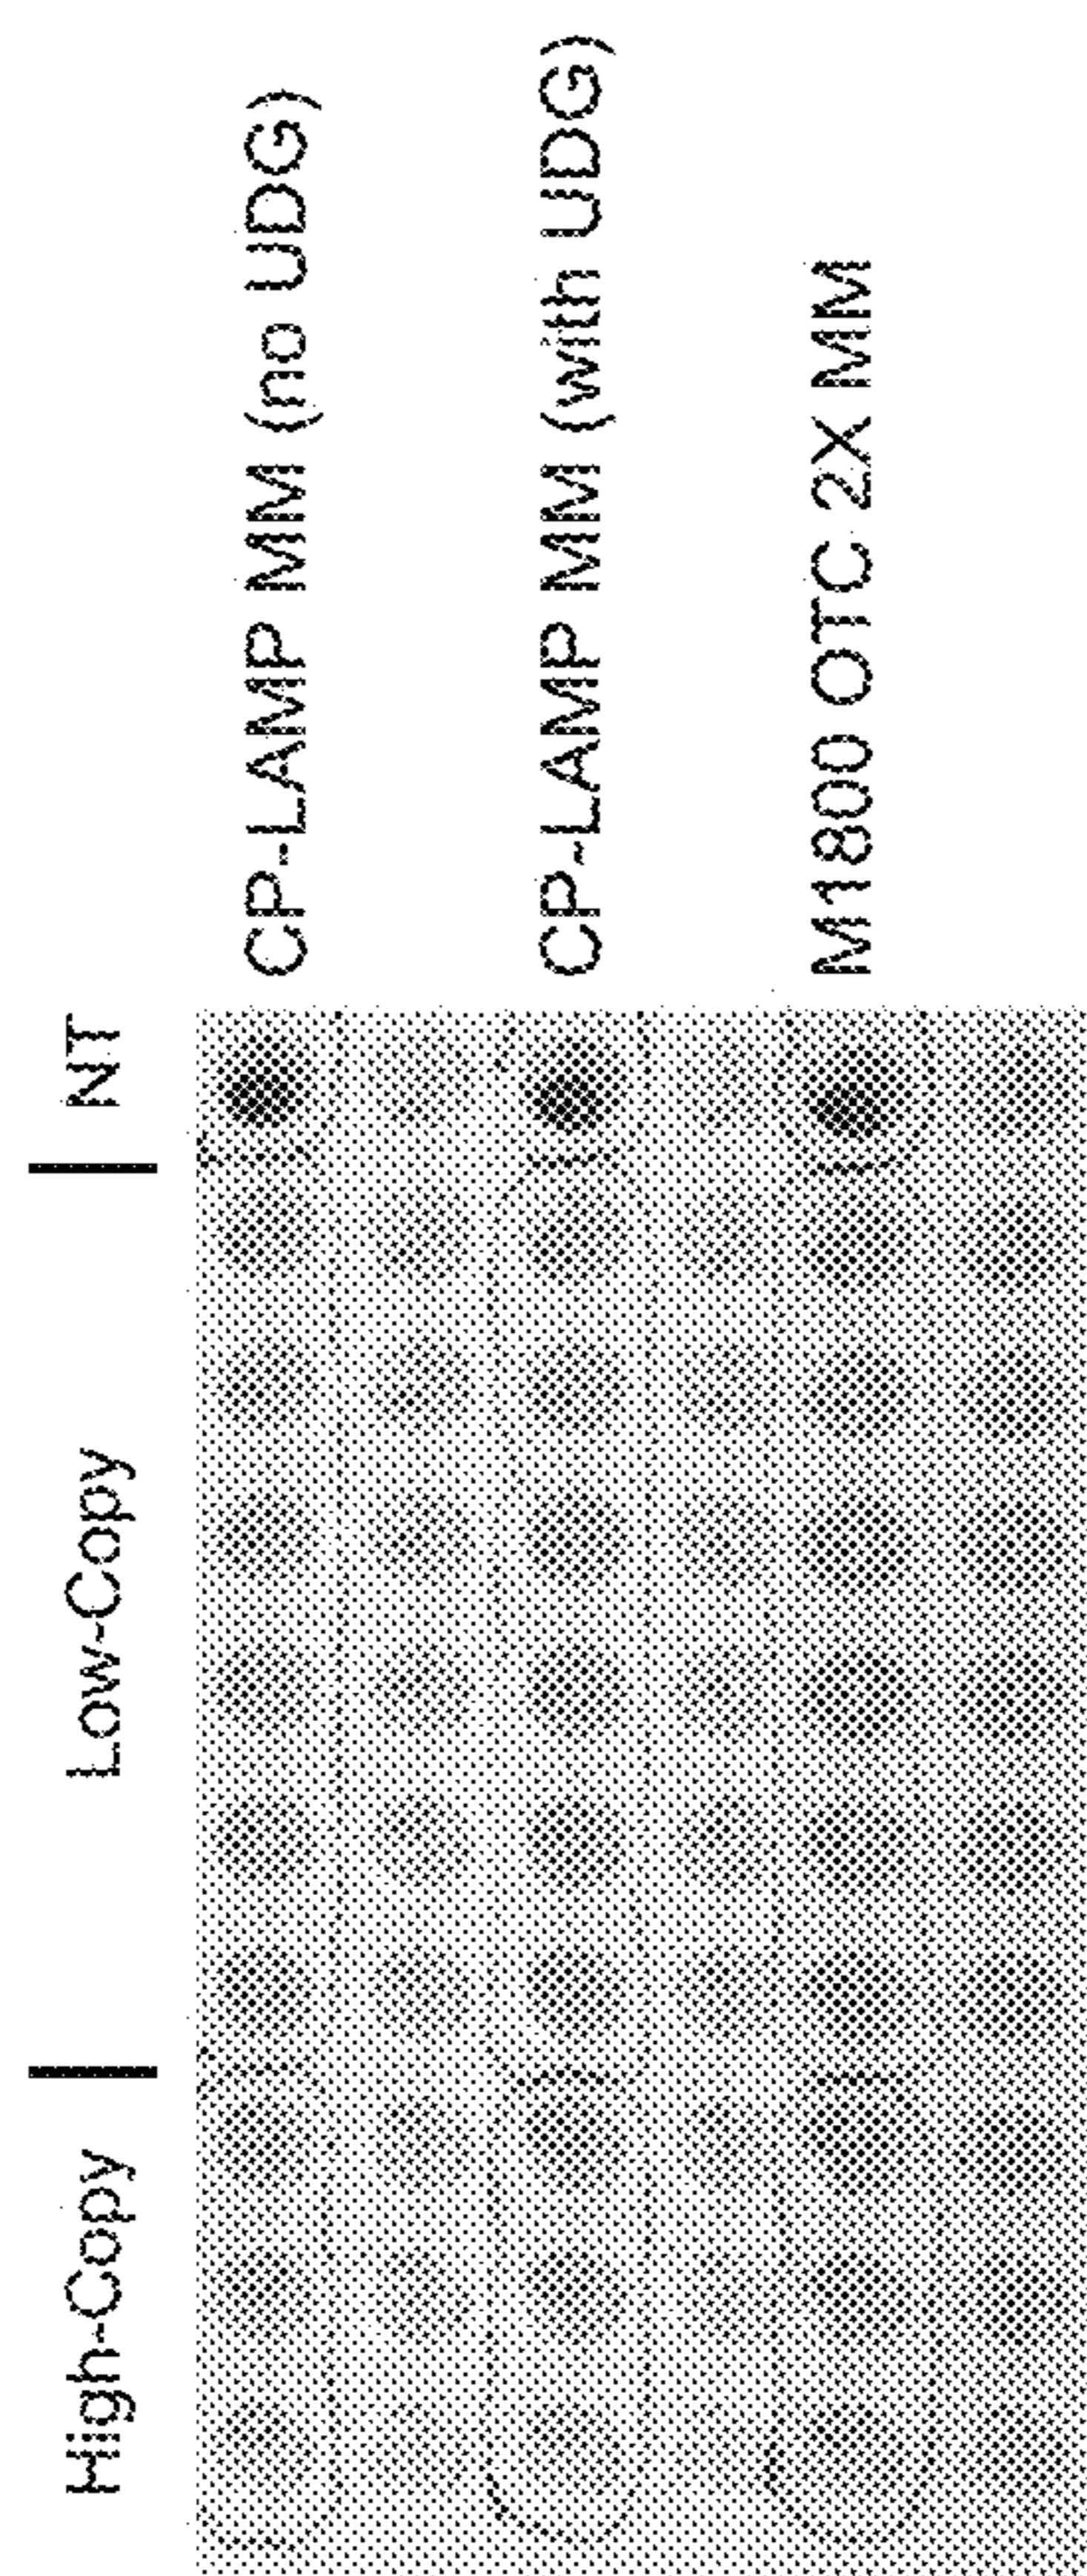 High-Copy
Low-Copy
NT
CP-LAMP MM (no UDG)
CP-LAMP MM (with UDG)
M1800 OTC 2X MM